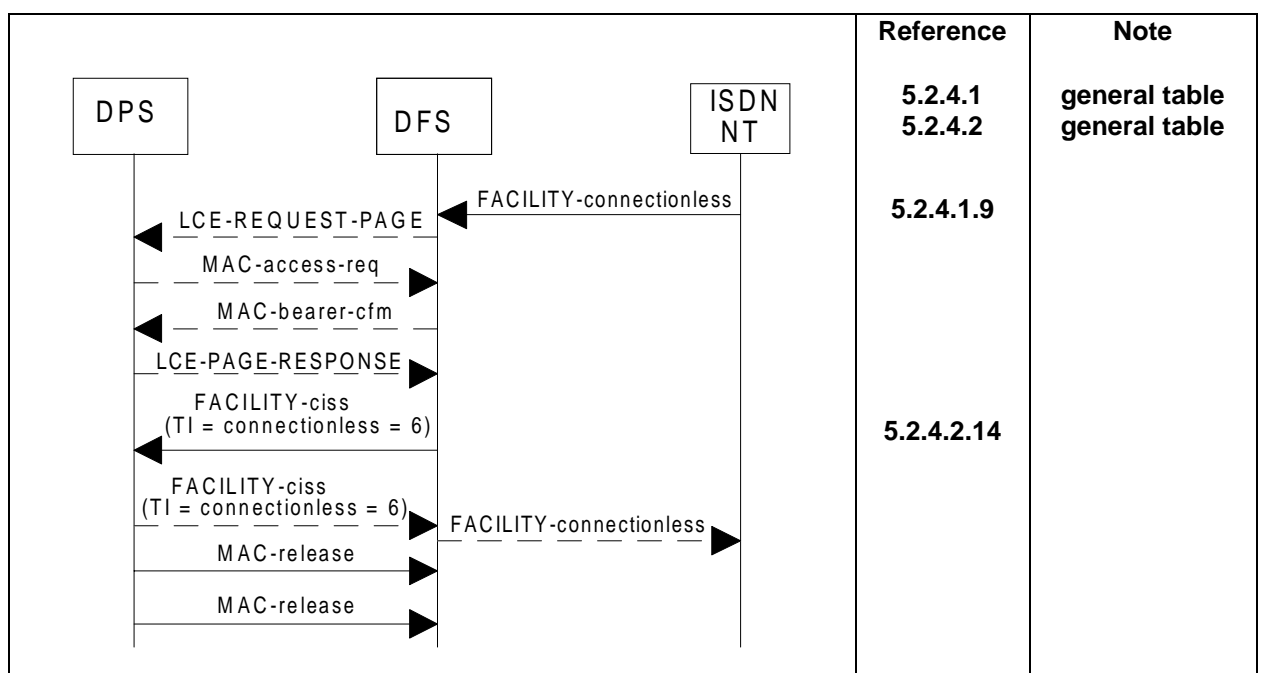 Reference Note
DPS
DFS
ISDN
NT
5.2.4.1 general table
5.2.4.2 general table
FACILITY-connectionless
5.2.4.1.9
LCE-REQUEST-PAGE
MAC-access-req
MAC-bearer-cfm
LCE-PAGE-RESPONSE
FACILITY-ciss
(TI = connectionless = 6)
5.2.4.2.14
FACILITY-ciss
(TI = connectionless = 6)
FACILITY-connectionless
MAC-release
MAC-release